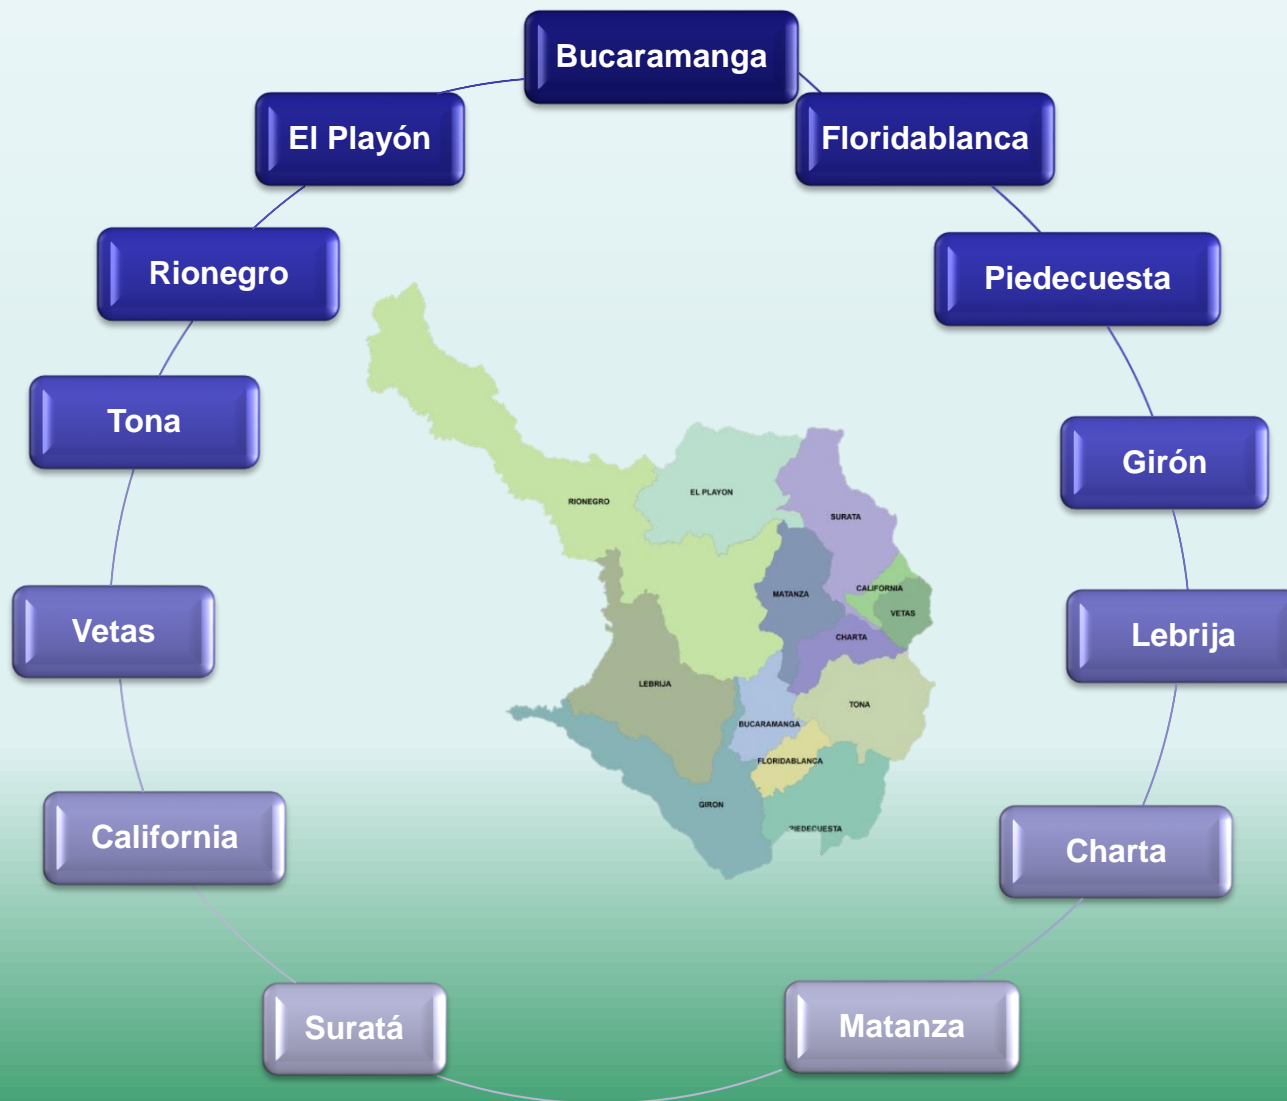 Bucaramanga
El Playón
Floridablanca
Rionegro
Piedecuesta
Tona
Girón
Vetas
Lebrija
California
Charta
Suratá
Matanza
RIONEGRO
EL PLAYON
SURATA
CALIFORNIA
MATANZA
VETAS
CHARTA
LEBRIJA
TONA
BUCARAMANGA
FLORIDABLANCA
GIRON
PIEDECUESTA